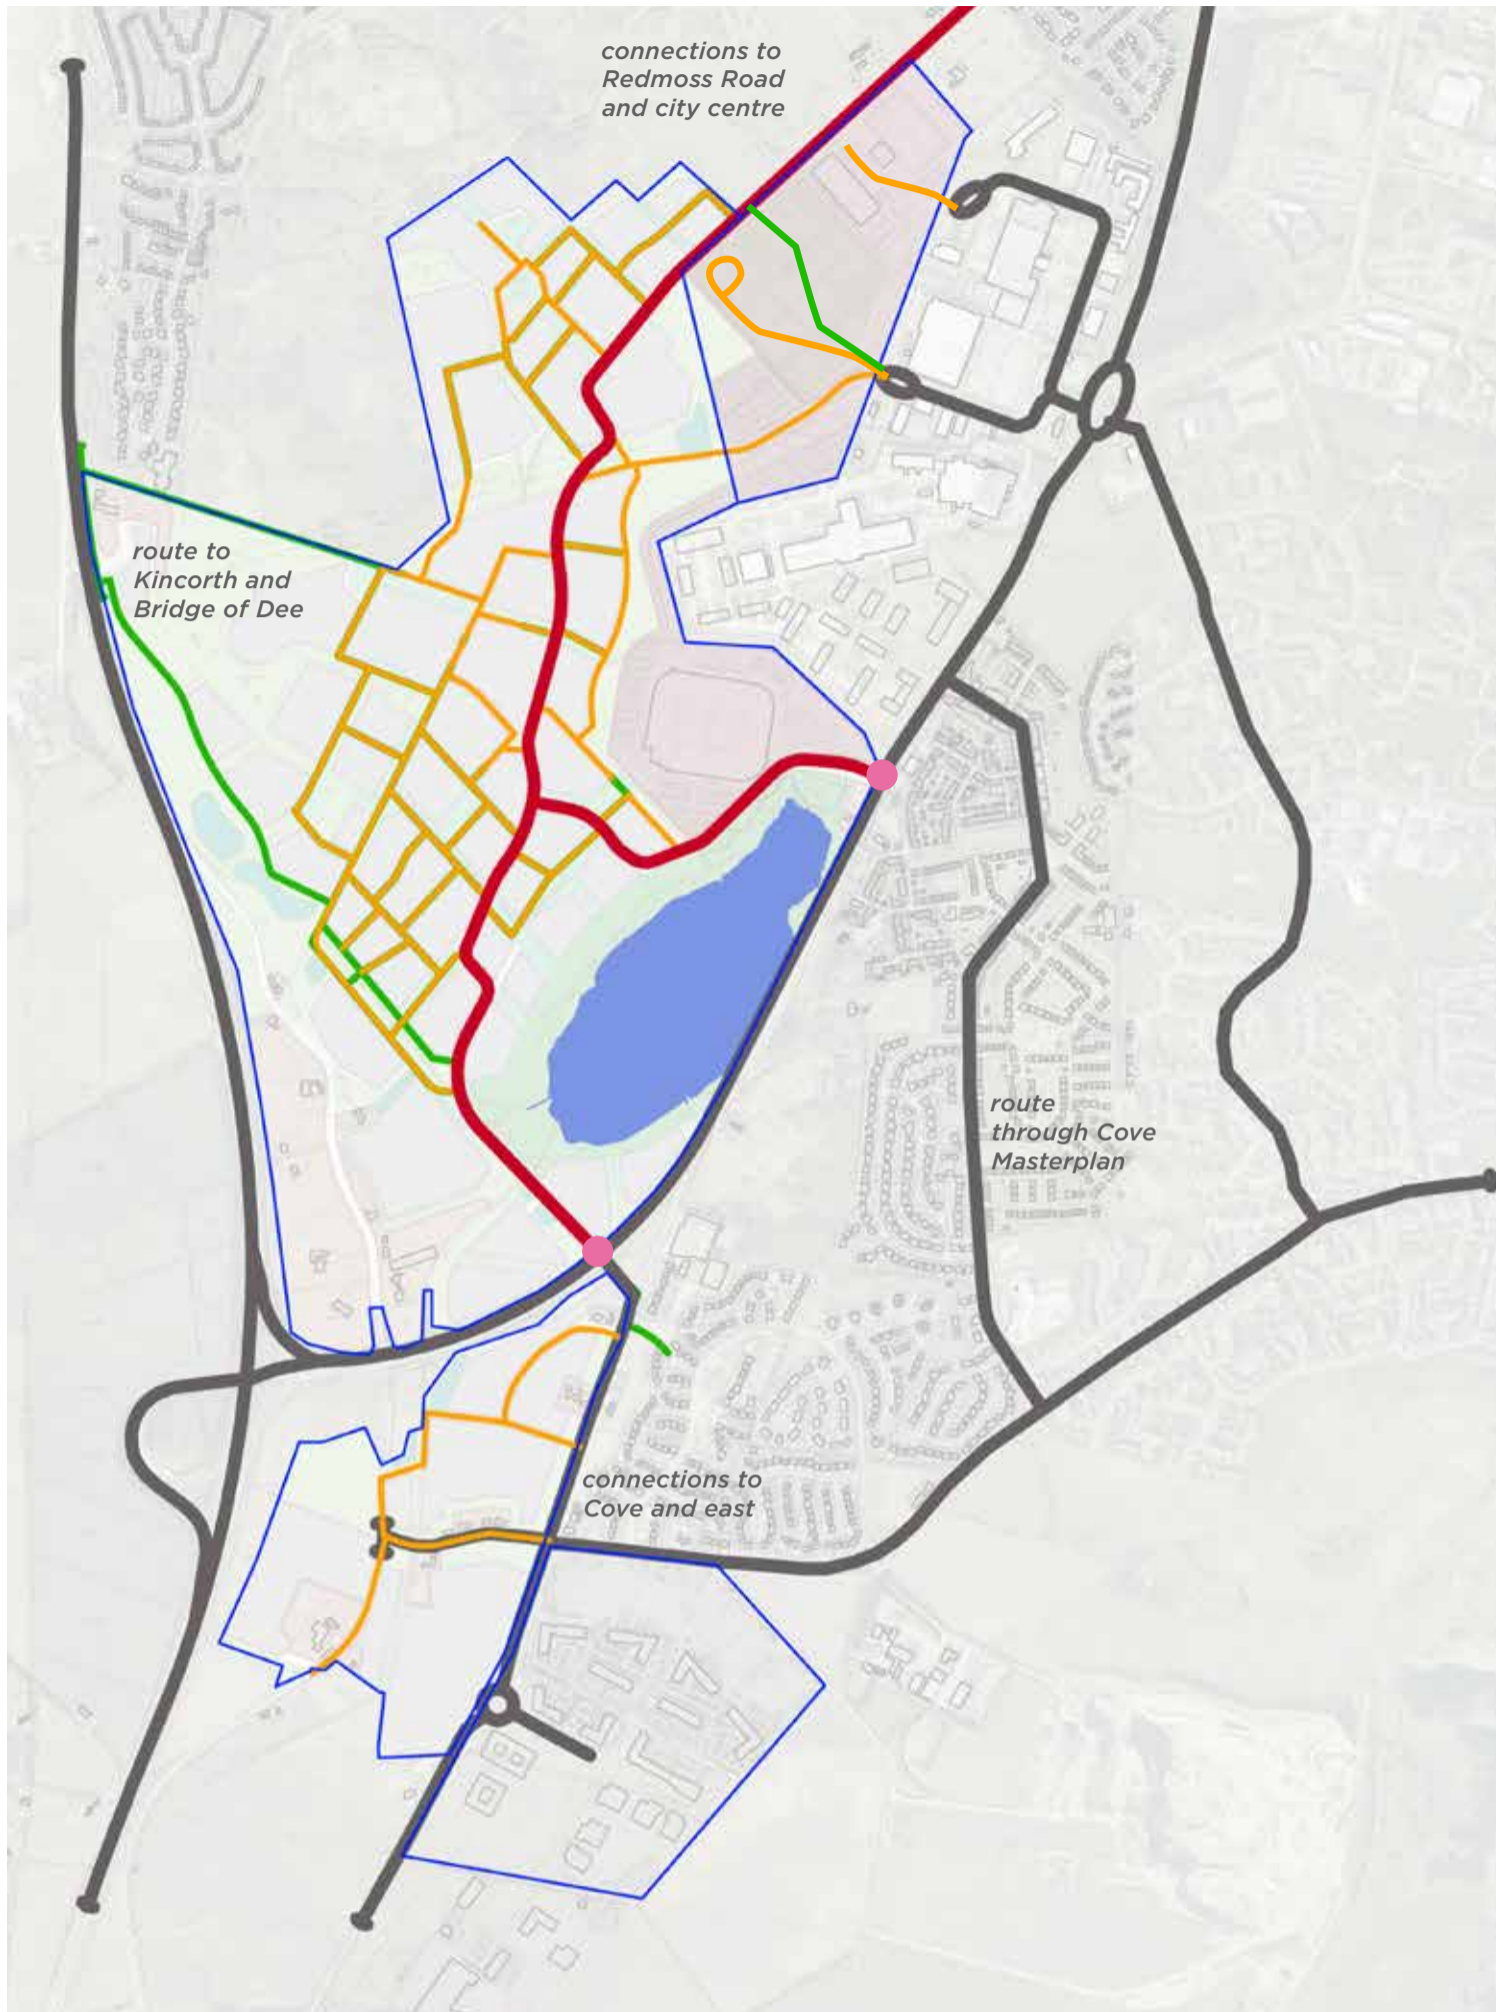 connections to
Redmoss Road
and city centre
route to
Kincorth and
Bridge of Dee
route
through Cove
Masterplan
connections to
Cove and east